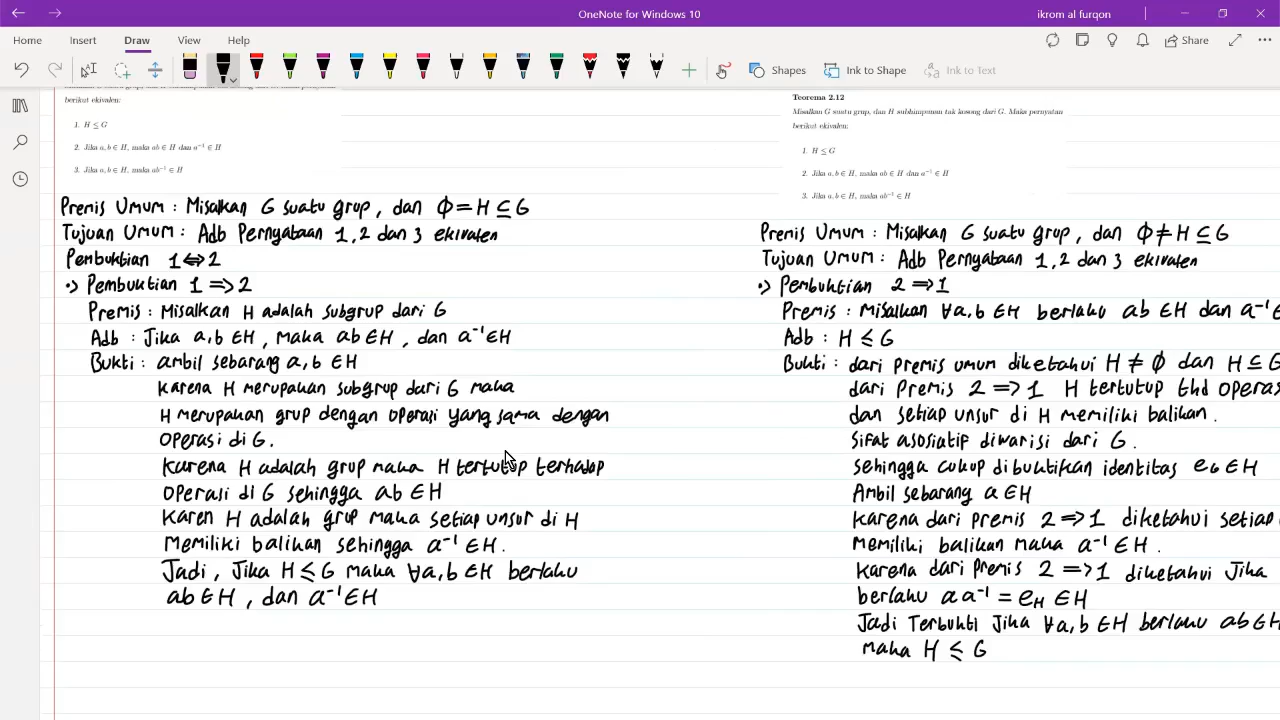 OneNote for Windows 10
ikrom al furqon
Home Insert Draw View Help
Share
Shapes
Ink to Shape
Ink to Text
berikut ekivalen:
1. H ≤ G
2. Jika a, b ∈ H, maka ab ∈ H dan a⁻¹ ∈ H
3. Jika a, b ∈ H, maka ab⁻¹ ∈ H
Premis Umum : Misalkan G suatu grup, dan Φ = H ⊆ G
Tujuan Umum : Adb Pernyataan 1,2 dan 3 ekivalen
Pembuktian 1 ⇔ 2
•> Pembuktian 1 ⟹ 2
Premis : Misalkan H adalah subgrup dari G
Adb : Jika a,b ∈ H, maka ab ∈ H , dan a⁻¹ ∈ H
Bukti : ambil sebarang a,b ∈ H
Karena H merupakan subgrup dari G maka
H merupakan grup dengan operasi yang sama dengan
operasi di G.
Karena H adalah grup maka H tertutup terhadap
operasi di G sehingga ab ∈ H
Karen H adalah grup maka setiap unsur di H
Memiliki balikan sehingga a⁻¹ ∈ H.
Jadi, Jika H ≤ G maka ∀a,b ∈ H berlaku
ab ∈ H , dan a⁻¹ ∈ H
Teorema 2.12
Misalkan G suatu grup, dan H subhimpunan tak kosong dari G. Maka pernyatan
berikut ekivalen:
1. H ≤ G
2. Jika a, b ∈ H, maka ab ∈ H dan a⁻¹ ∈ H
3. Jika a, b ∈ H, maka ab⁻¹ ∈ H
Premis Umum : Misalkan G suatu grup, dan Φ ≠ H ⊆ G
Tujuan Umum : Adb Pernyataan 1,2 dan 3 ekivalen
•> Pembuktian 2 ⟹ 1
Premis : Misalkan ∀a,b ∈ H berlaku ab ∈ H dan a⁻¹ ∈
Adb : H ≤ G
Bukti : dari premis umum diketahui H ≠ Φ dan H ⊆ G
dari Premis 2 ⟹ 1 H tertutup thd operas
dan setiap unsur di H memiliki balikan.
Sifat asosiatif diwarisi dari G.
sehingga cukup dibuktikan identitas e_G ∈ H
Ambil sebarang a ∈ H
Karena dari premis 2 ⟹ 1 diketahui setiap
memiliki balikan maka a⁻¹ ∈ H.
Karena dari Premis 2 ⟹ 1 diketahui Jika
berlaku a a⁻¹ = e_H ∈ H
Jadi Terbukti Jika ∀a,b ∈ H berlaku ab ∈ H
maka H ≤ G